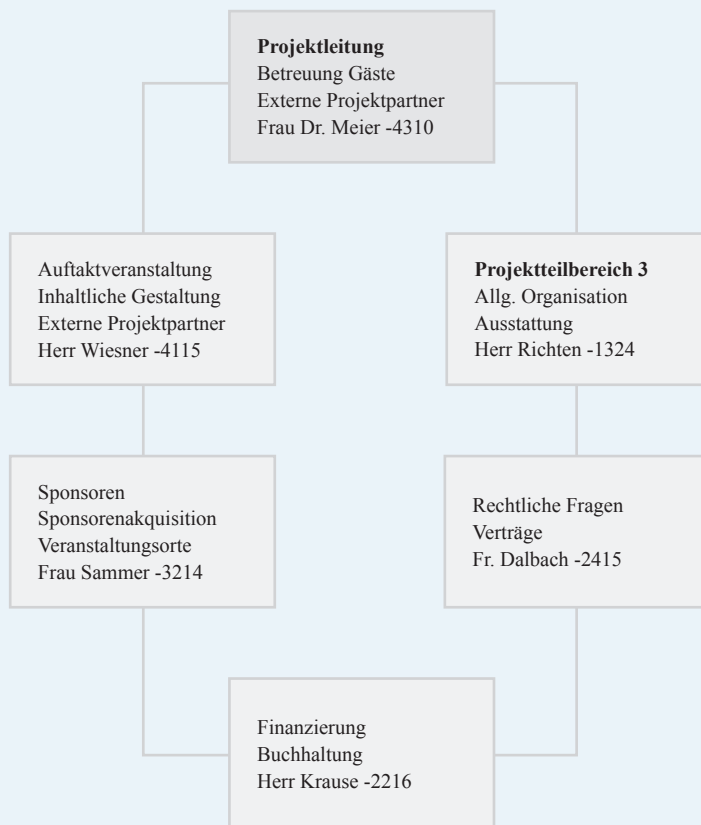 Projektleitung
Betreuung Gäste
Externe Projektpartner
Frau Dr. Meier -4310
Auftaktveranstaltung
Inhaltliche Gestaltung
Externe Projektpartner
Herr Wiesner -4115
Projektteilbereich 3
Allg. Organisation
Ausstattung
Herr Richten -1324
Sponsoren
Sponsorenakquisition
Veranstaltungsorte
Frau Sammer -3214
Rechtliche Fragen
Verträge
Fr. Dalbach -2415
Finanzierung
Buchhaltung
Herr Krause -2216